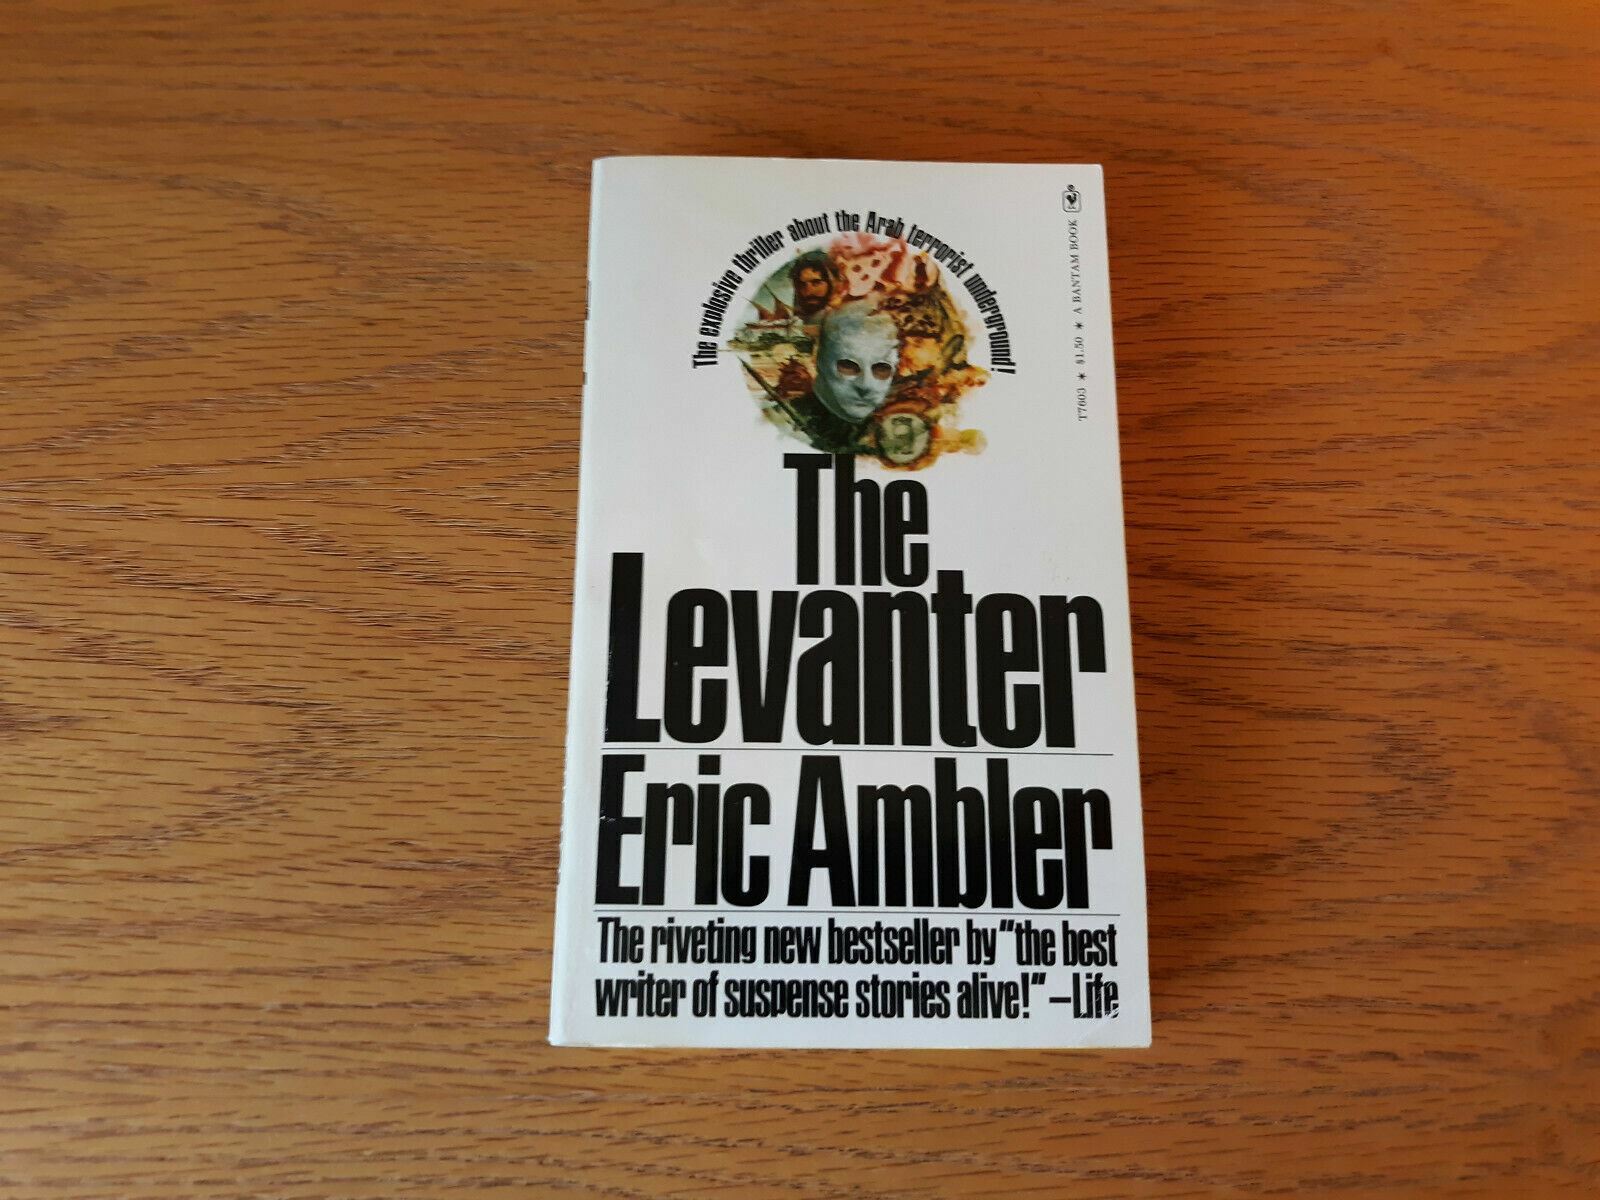 The explosive thriller about the Arab terrorist underground!
T7603 * $1.50 * A BANTAM BOOK
The
Levanter
Eric Ambler
The riveting new bestseller by "the best
writer of suspense stories alive!" —Life